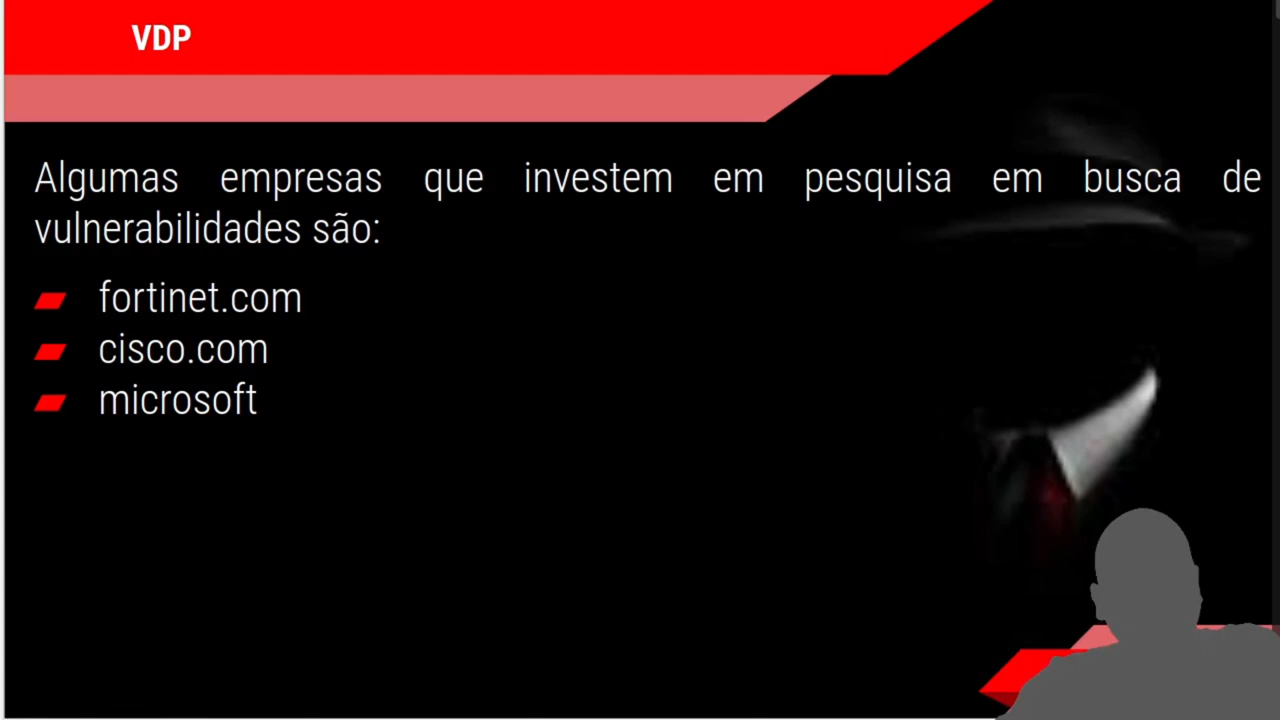 VDP
Algumas empresas que investem em pesquisa em busca de
vulnerabilidades são:
fortinet.com
cisco.com
microsoft